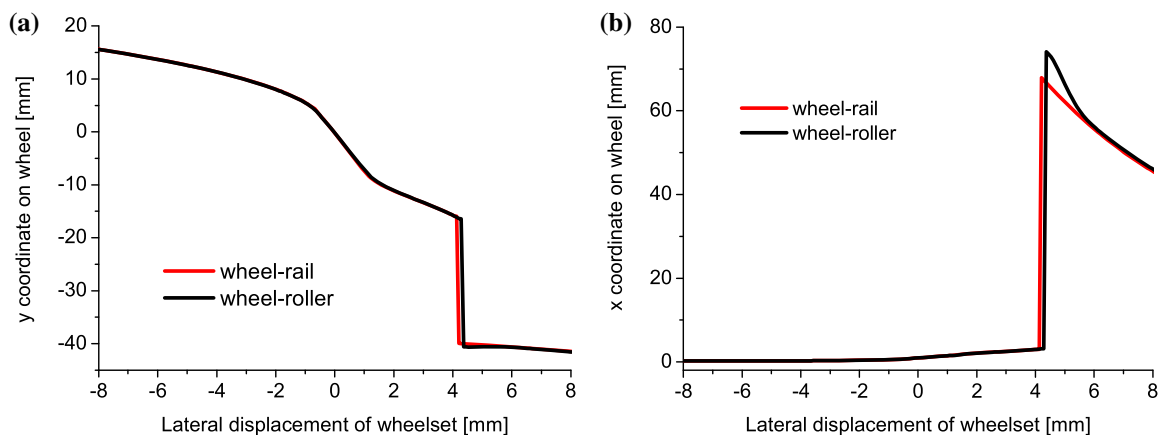 (a)
20
10
0
-10
-20
-30
-40
y coordinate on wheel [mm]
wheel-rail
wheel-roller
-8 -6 -4 -2 0 2 4 6 8
Lateral displacement of wheelset [mm]
(b)
80
60
40
20
0
x coordinate on wheel [mm]
wheel-rail
wheel-roller
-8 -6 -4 -2 0 2 4 6 8
Lateral displacement of wheelset [mm]